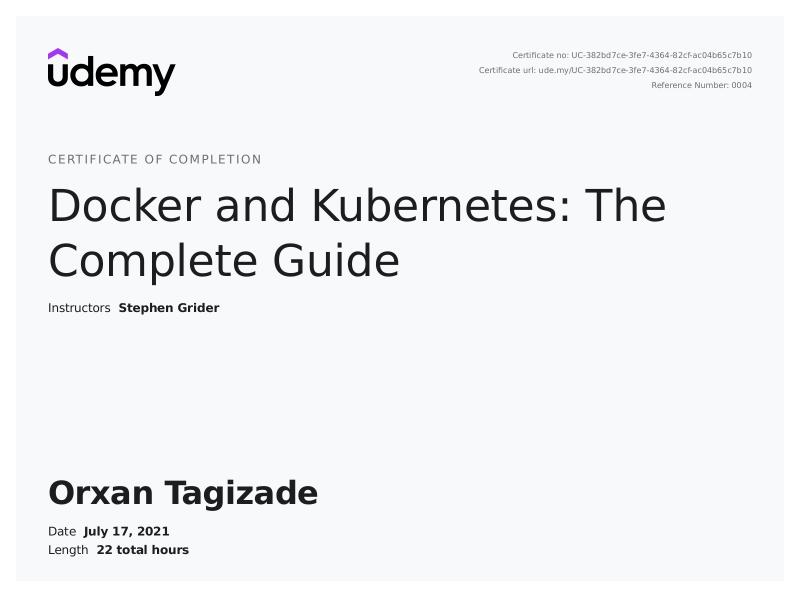 udemy
Certificate no: UC-382bd7ce-3fe7-4364-82cf-ac04b65c7b10
Certificate url: ude.my/UC-382bd7ce-3fe7-4364-82cf-ac04b65c7b10
Reference Number: 0004
CERTIFICATE OF COMPLETION
Docker and Kubernetes: The
Complete Guide
Instructors Stephen Grider
Orxan Tagizade
Date July 17, 2021
Length 22 total hours